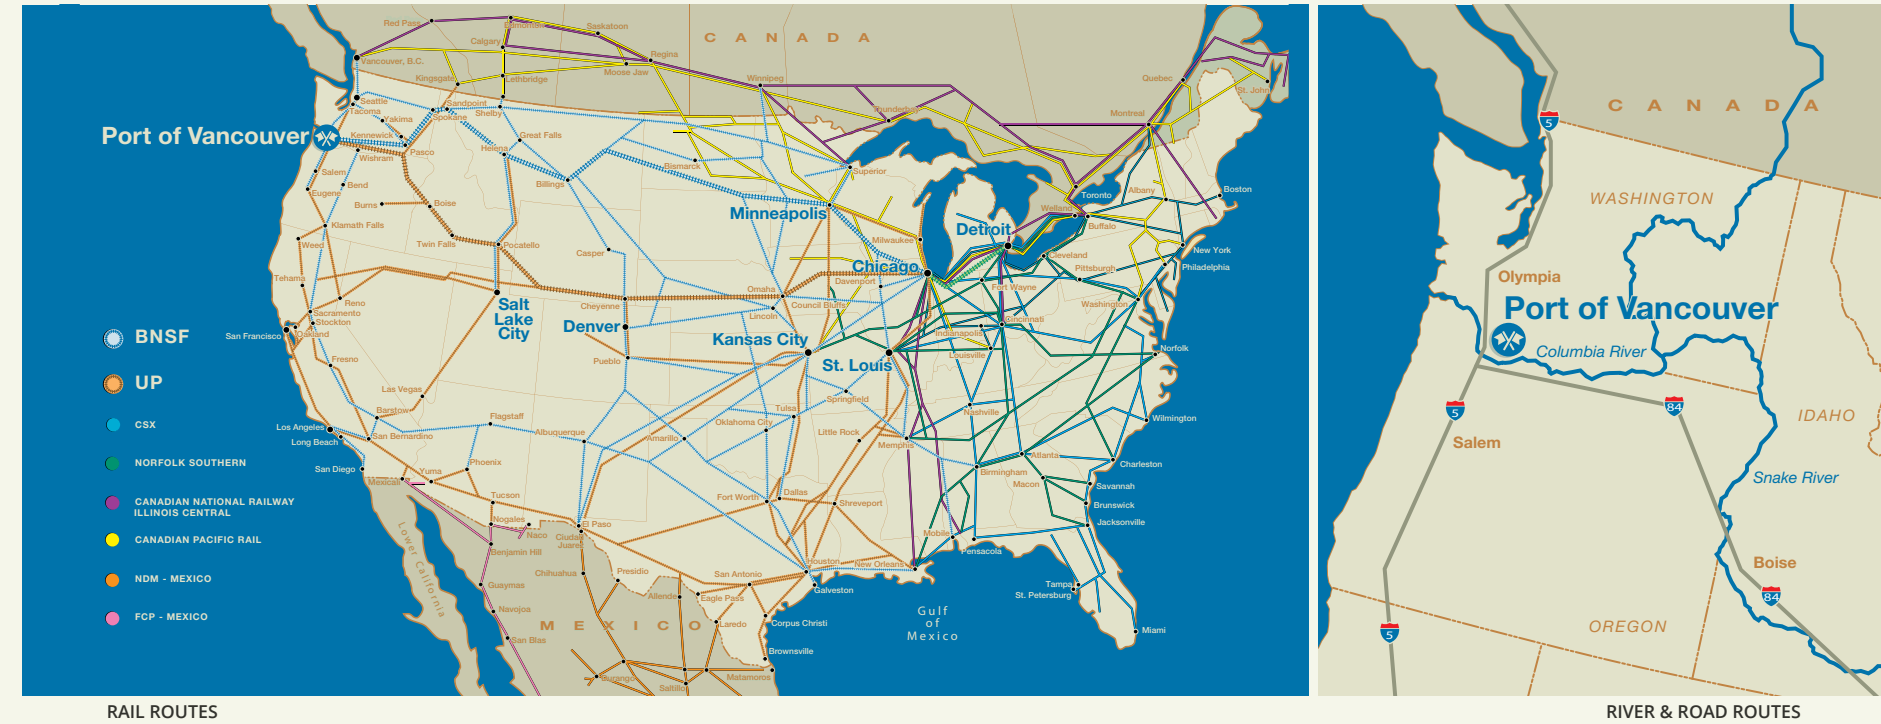 Red Pass
Edmonton
Saskatoon
Calgary
CANADA
Regina
Vancouver, B.C.
Moose Jaw
Kingsgate
Lethbridge
Winnipeg
Quebec
St. John
Seattle
Sandpoint
Tacoma
Yakima
Spokane
Shelby
Thunderbay
Montreal
Port of Vancouver
Kennewick
Great Falls
Pasco
Helena
Wishram
Bismarck
Superior
Salem
Bend
Billings
Toronto
Albany
Boston
Eugene
Burns
Boise
Minneapolis
Welland
Buffalo
Klamath Falls
Detroit
Weed
Twin Falls
Pocatello
Milwaukee
New York
Casper
Cleveland
Chicago
Pittsburgh
Philadelphia
Tehama
Davenport
Fort Wayne
Reno
Omaha
Council Bluffs
Cheyenne
Washington
Sacramento
Salt
Lake
City
Lincoln
Stockton
Denver
Cincinnati
San Francisco
Oakland
Indianapolis
BNSF
Kansas City
Norfolk
Fresno
Pueblo
St. Louis
Louisville
UP
Las Vegas
Springfield
Barstow
Flagstaff
Tulsa
Nashville
Wilmington
CSX
Los Angeles
Oklahoma City
Long Beach
San Bernardino
Albuquerque
Amarillo
Little Rock
Memphis
NORFOLK SOUTHERN
San Diego
Phoenix
Atlanta
Charleston
Mexicali
Yuma
Birmingham
Macon
Savannah
CANADIAN NATIONAL RAILWAY
ILLINOIS CENTRAL
Tucson
Fort Worth
Dallas
Shreveport
Brunswick
Nogales
El Paso
Jacksonville
Naco
Ciudad
Juarez
Mobile
CANADIAN PACIFIC RAIL
Lower California
Benjamin Hill
Pensacola
Houston
New Orleans
NDM - MEXICO
Guaymas
Chihuahua
Presidio
San Antonio
Galveston
Tampa
St. Petersburg
Allende
Eagle Pass
FCP - MEXICO
Navojoa
MEXICO
Laredo
Corpus Christi
Gulf
of
Mexico
Miami
San Blas
Brownsville
Durango
Saltillo
Matamoros
RAIL ROUTES
CANADA
5
WASHINGTON
Olympia
Port of Vancouver
Columbia River
5
84
IDAHO
Salem
Snake River
Boise
84
5
OREGON
RIVER & ROAD ROUTES